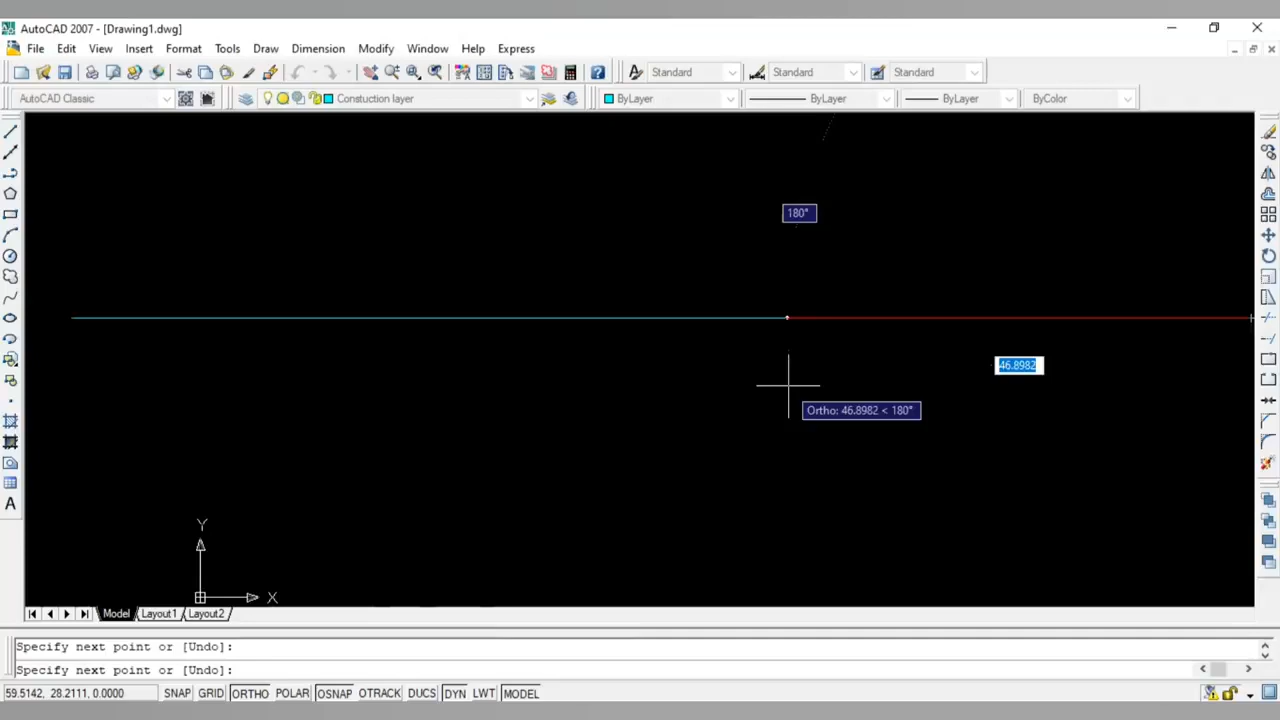 AutoCAD 2007 - [Drawing1.dwg]
File Edit View Insert Format Tools Draw Dimension Modify Window Help Express
Standard Standard Standard
AutoCAD Classic Constuction layer ByLayer ByLayer ByLayer ByColor
180°
46.8982
Ortho: 46.8982 < 180°
Y
X
A
Model Layout1 Layout2
Specify next point or [Undo]:
Specify next point or [Undo]:
59.5142, 28.2111, 0.0000 SNAP GRID ORTHO POLAR OSNAP OTRACK DUCS DYN LWT MODEL